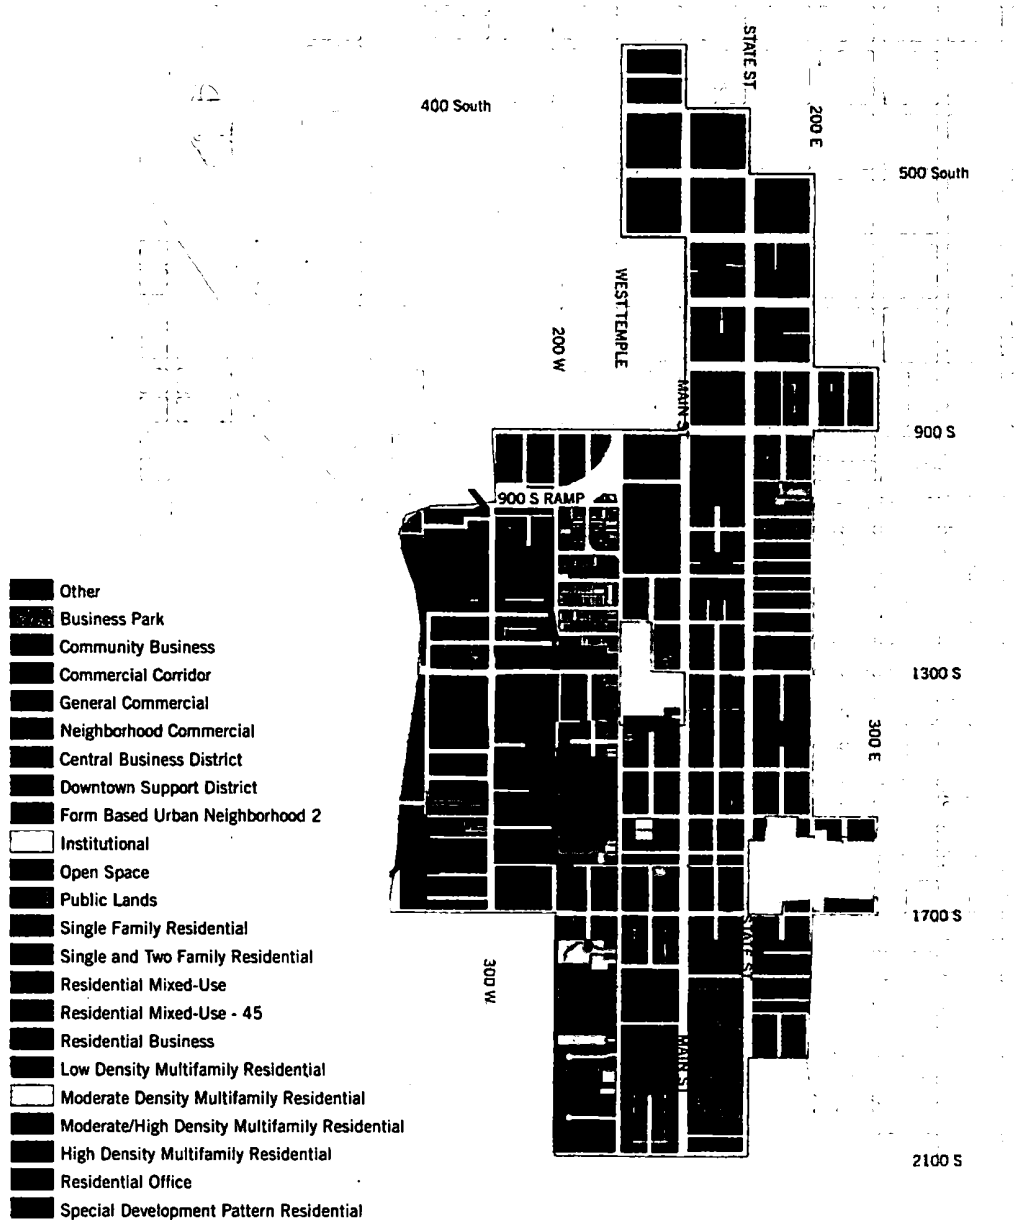 STATE ST
400 South
200 E
500 South
WEST TEMPLE
200 W
MAIN ST
900 S
900 S RAMP
Other
Business Park
Community Business
1300 S
Commercial Corridor
General Commercial
Neighborhood Commercial
300 E
Central Business District
Downtown Support District
Form Based Urban Neighborhood 2
Institutional
Open Space
Public Lands
1700 S
Single Family Residential
STATE ST
Single and Two Family Residential
300 W
Residential Mixed-Use
Residential Mixed-Use - 45
Residential Business
MAIN ST
Low Density Multifamily Residential
Moderate Density Multifamily Residential
Moderate/High Density Multifamily Residential
High Density Multifamily Residential
2100 S
Residential Office
Special Development Pattern Residential